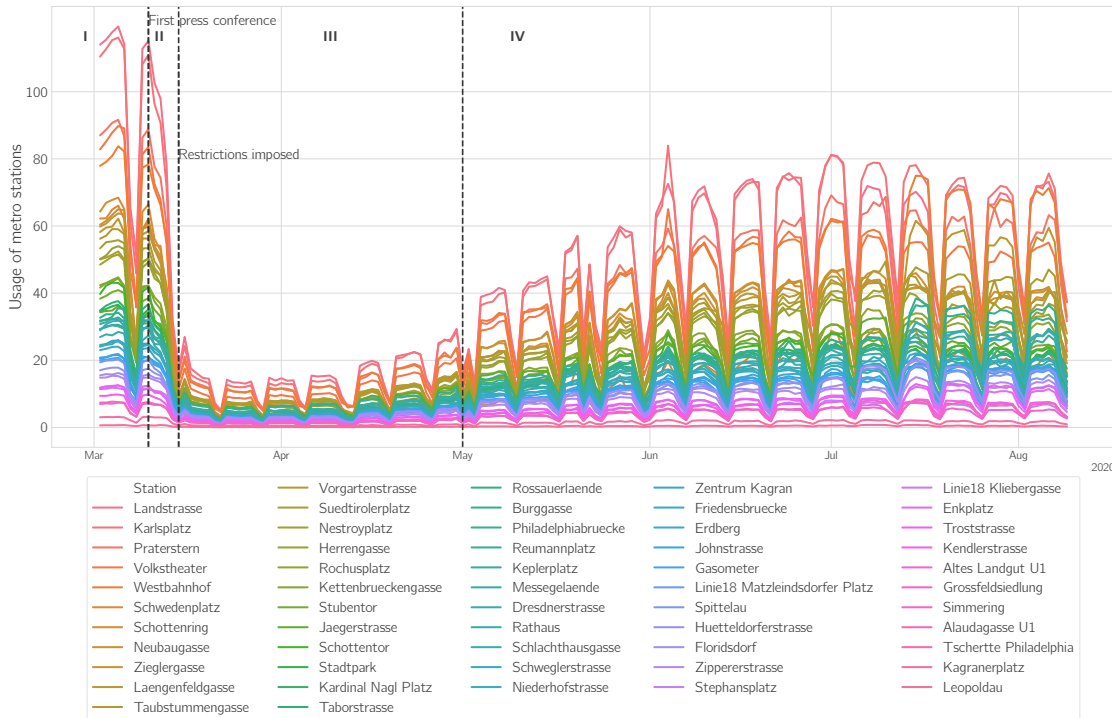 First press conference
I II III IV
100
80
Restrictions imposed
60
40
20
0
Usage of metro stations
Mar Apr May Jun Jul Aug
2020
Station
Landstrasse
Karlsplatz
Praterstern
Volkstheater
Westbahnhof
Schwedenplatz
Schottenring
Neubaugasse
Zieglergasse
Laengenfeldgasse
Taubstummengasse
Vorgartenstrasse
Suedtirolerplatz
Nestroyplatz
Herrengasse
Rochusplatz
Kettenbrueckengasse
Stubentor
Jaegerstrasse
Schottentor
Stadtpark
Kardinal Nagl Platz
Taborstrasse
Rossauerlaende
Burggasse
Philadelphiabruecke
Reumannplatz
Keplerplatz
Messegelaende
Dresdnerstrasse
Rathaus
Schlachthausgasse
Schweglerstrasse
Niederhofstrasse
Zentrum Kagran
Friedensbruecke
Erdberg
Johnstrasse
Gasometer
Linie18 Matzleindsdorfer Platz
Spittelau
Huetteldorferstrasse
Floridsdorf
Zippererstrasse
Stephansplatz
Linie18 Kliebergasse
Enkplatz
Troststrasse
Kendlerstrasse
Altes Landgut U1
Grossfeldsiedlung
Simmering
Alaudagasse U1
Tschertte Philadelphia
Kagranerplatz
Leopoldau